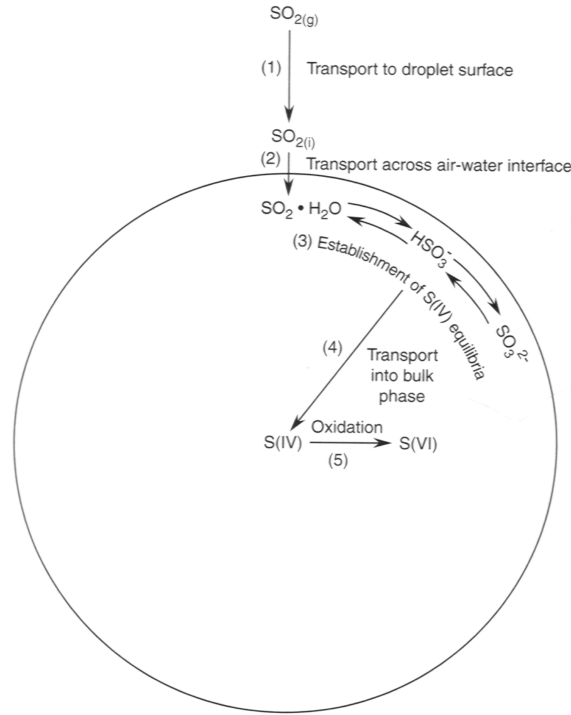 SO₂(g)
(1) Transport to droplet surface
SO₂(i)
(2) Transport across air-water interface
SO₂ • H₂O
HSO₃⁻
SO₃²⁻
(3) Establishment of S(IV) equilibria
(4) Transport
into bulk
phase
Oxidation
S(IV) S(VI)
(5)